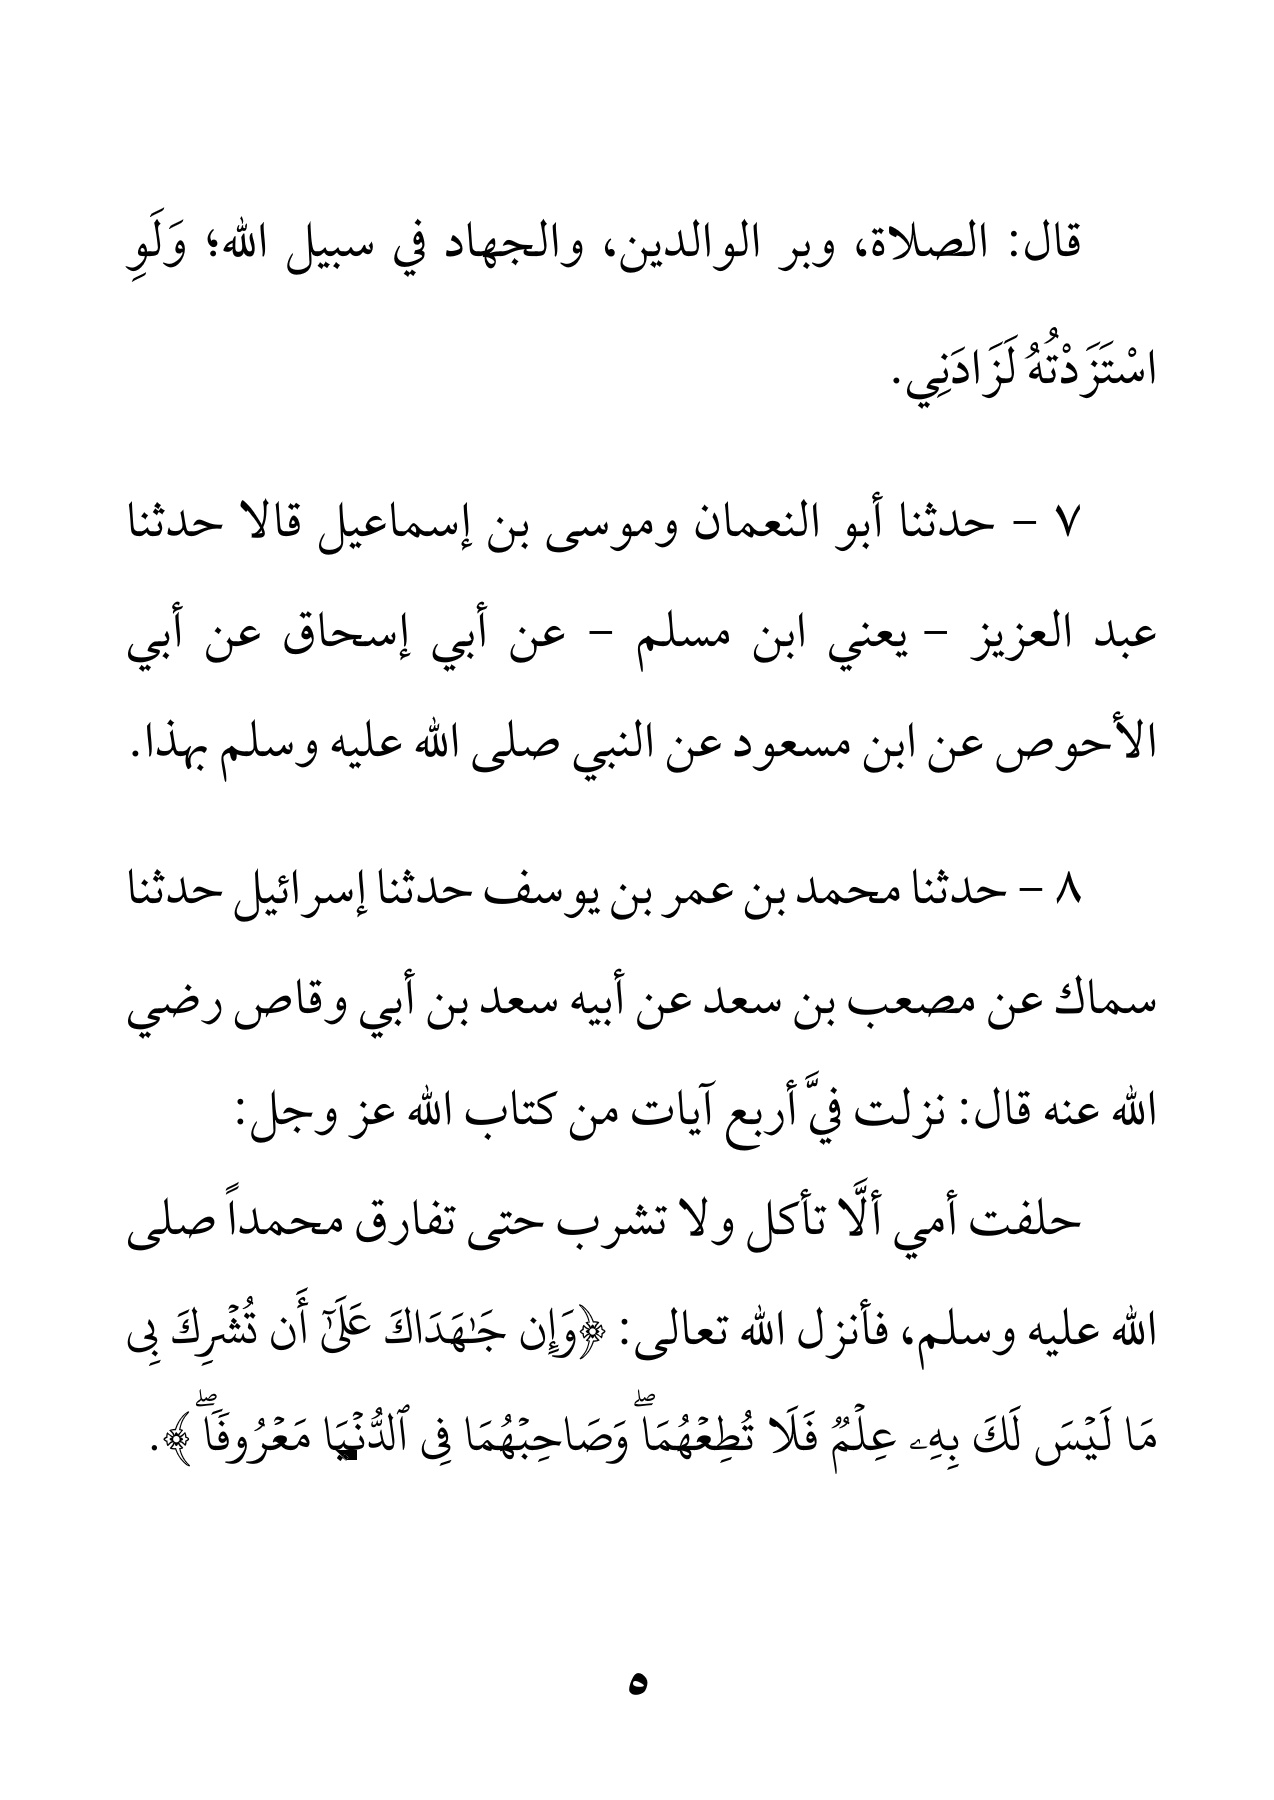 قال: الصلاة، وبر الوالدين، والجهاد في سبيل الله؛ وَلَوِ
اسْتَزَدْتُهُ لَزَادَنِي.
٧ – حدثنا أبو النعمان وموسى بن إسماعيل قالا حدثنا
عبد العزيز – يعني ابن مسلم – عن أبي إسحاق عن أبي
الأحوص عن ابن مسعود عن النبي صلى الله عليه وسلم بهذا.
٨ – حدثنا محمد بن عمر بن يوسف حدثنا إسرائيل حدثنا
سماك عن مصعب بن سعد عن أبيه سعد بن أبي وقاص رضي
الله عنه قال: نزلت فيَّ أربع آيات من كتاب الله عز وجل:
حلفت أمي ألَّا تأكل ولا تشرب حتى تفارق محمداً صلى
الله عليه وسلم، فأنزل الله تعالى: ﴿وَإِن جَٰهَدَاكَ عَلَىٰٓ أَن تُشْرِكَ بِى
مَا لَيْسَ لَكَ بِهِۦ عِلْمٌ فَلَا تُطِعْهُمَا ۖ وَصَاحِبْهُمَا فِى ٱلدُّنْيَا مَعْرُوفًا ۖ﴾.
٥